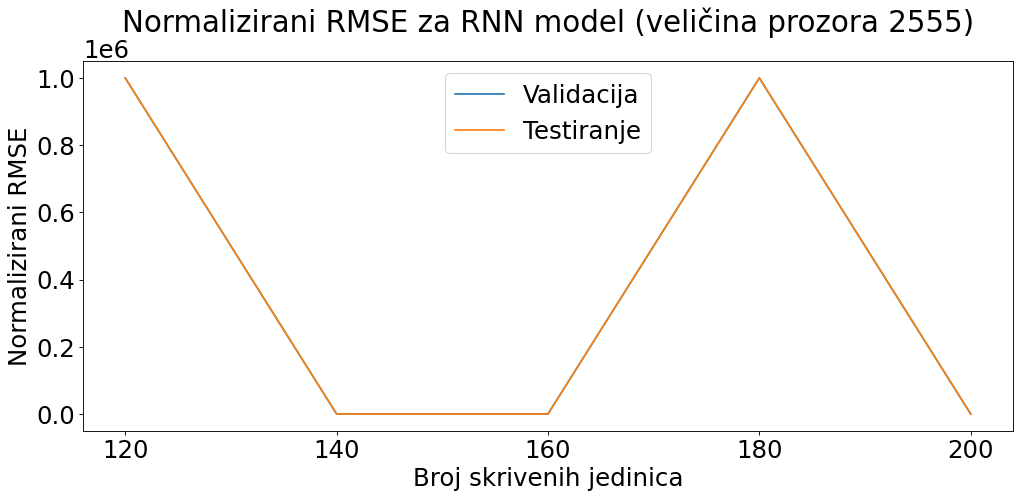 Normalizirani RMSE za RNN model (veličina prozora 2555)
1e6
1.0
0.8
0.6
0.4
0.2
0.0
Normalizirani RMSE
Validacija
Testiranje
120 140 160 180 200
Broj skrivenih jedinica